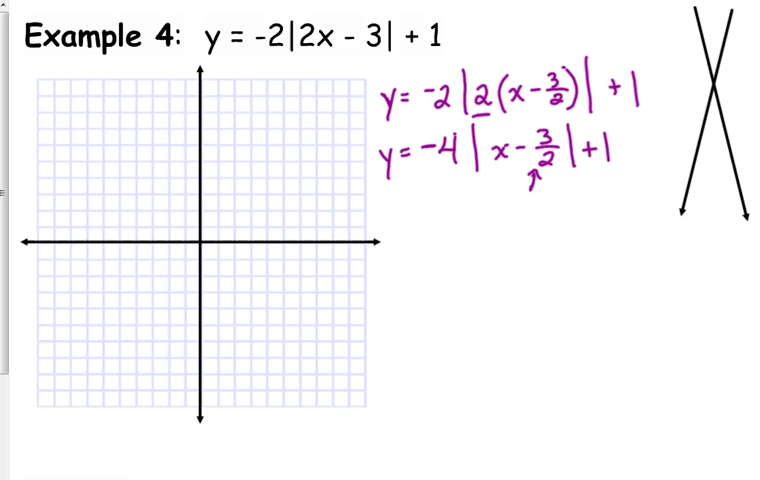 Example 4: y = -2|2x - 3| + 1
y = -2 |2(x - 3/2)| + 1
y = -4 | x - 3/2 | + 1